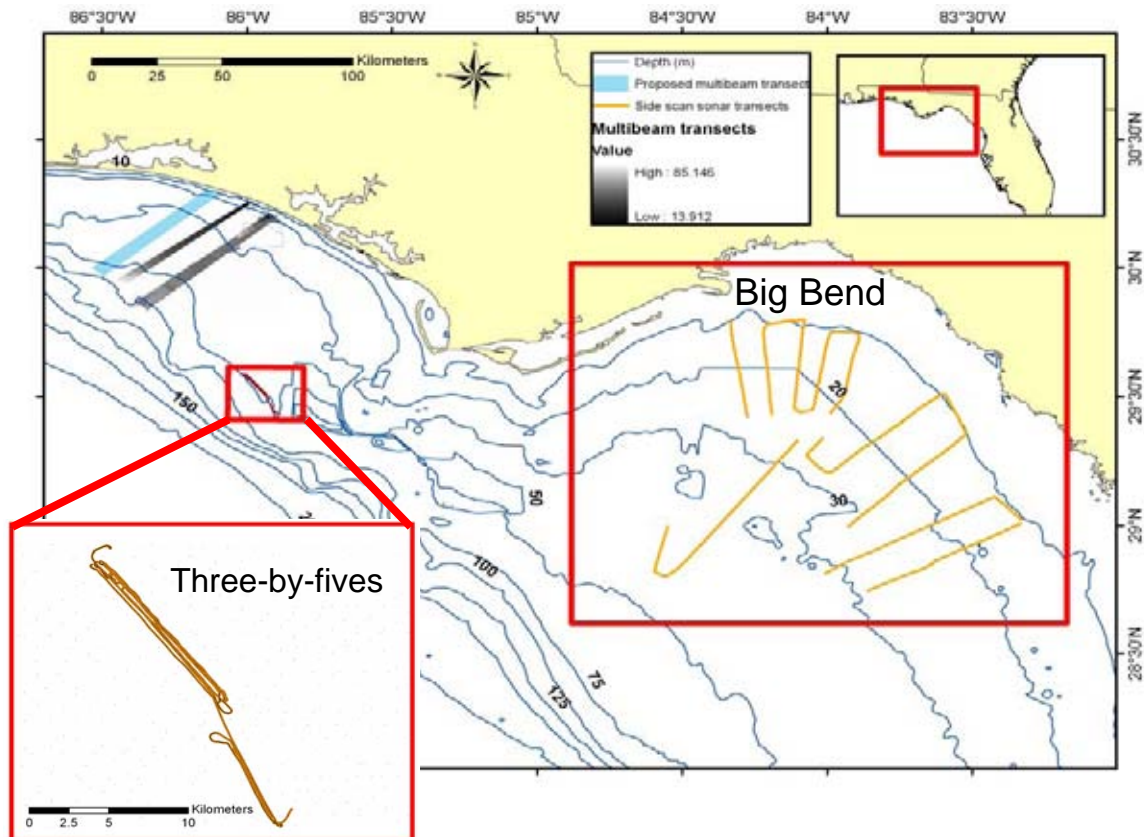 86°30'W 86°0'W 85°30'W 85°0'W 84°30'W 84°0'W 83°30'W
Kilometers
0 25 50 100
Depth (m)
Proposed multibeam transect
Side scan sonar transects
Multibeam transects
Value
High : 85.146
Low : 13.912
30°30'N
30°N
29°30'N
29°N
28°30'N
10
Big Bend
20
150
30
50
100
75
125
Three-by-fives
Kilometers
0 2.5 5 10